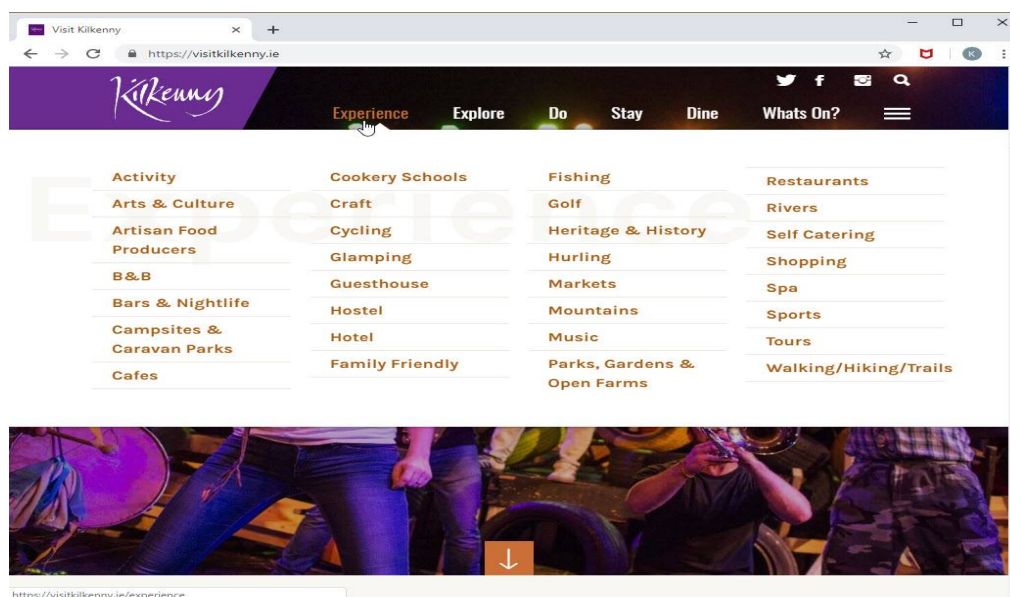 Visit Kilkenny
https://visitkilkenny.ie
K
Kilkenny
Experience
Explore
Do
Stay
Dine
Whats On?
Experience
Activity
Arts & Culture
Artisan Food
Producers
B&B
Bars & Nightlife
Campsites &
Caravan Parks
Cafes
Cookery Schools
Craft
Cycling
Glamping
Guesthouse
Hostel
Hotel
Family Friendly
Fishing
Golf
Heritage & History
Hurling
Markets
Mountains
Music
Parks, Gardens &
Open Farms
Restaurants
Rivers
Self Catering
Shopping
Spa
Sports
Tours
Walking/Hiking/Trails
https://visitkilkenny.ie/experience